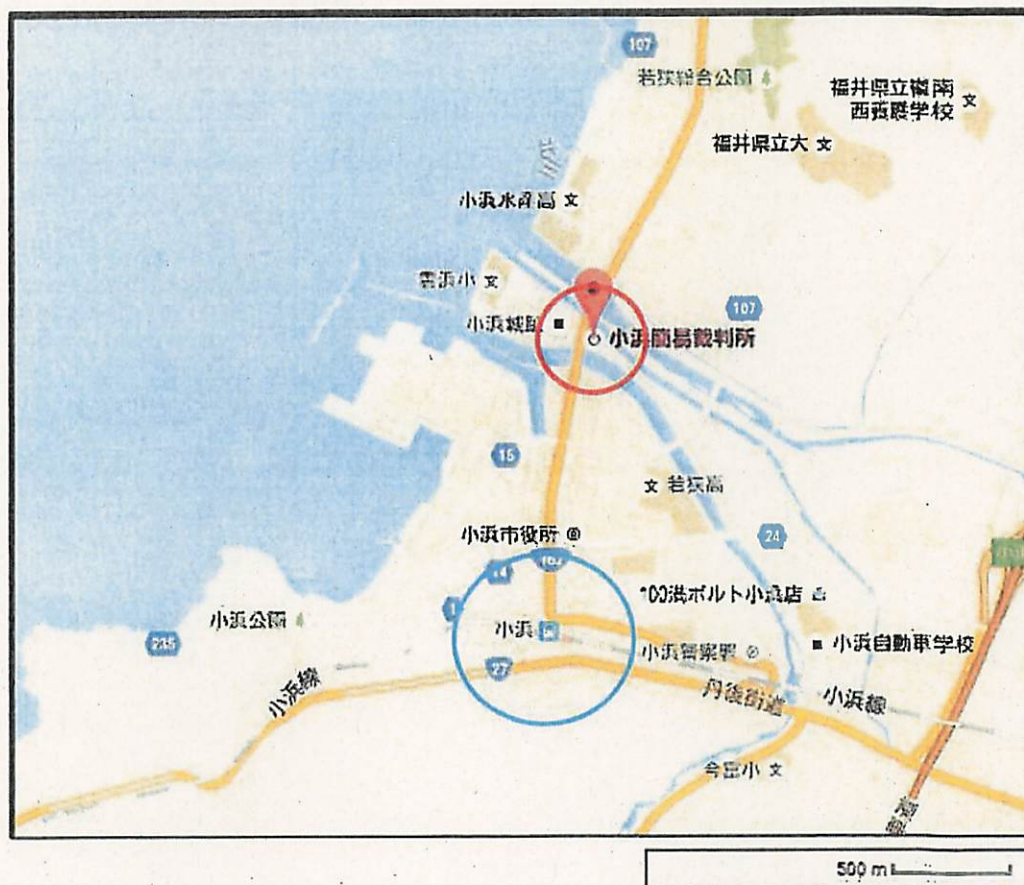 107
若狭総合公園
福井県立嶺南
西養護学校
福井県立大
小浜水産高
雲浜小
小浜城跡
107
小浜簡易裁判所
15
若狭高
24
小浜市役所
162
14
100満ボルト小浜店
小浜公園
235
小浜
小浜警察署
小浜自動車学校
27
小浜線
丹後街道
小浜線
今富小
500 m